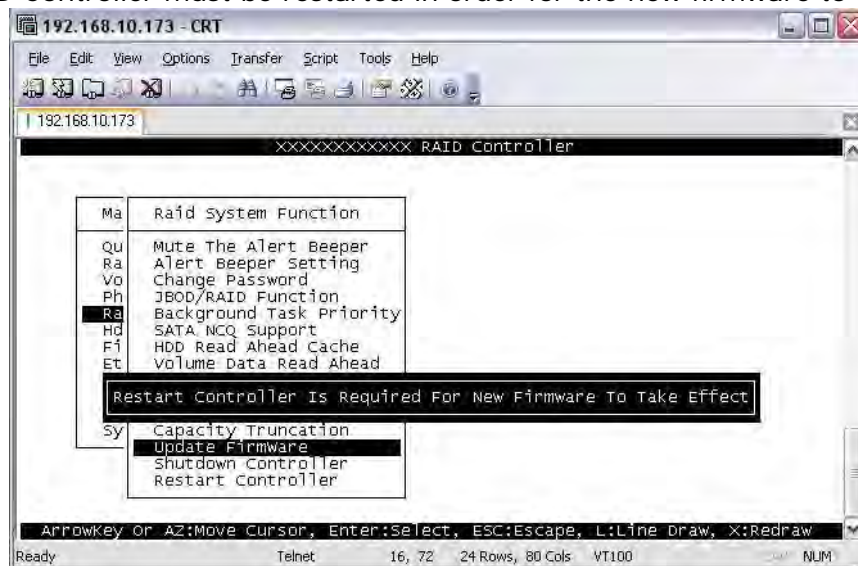 controller must be restarted in order for the new firmware to
192.168.10.173 - CRT
File Edit View Options Transfer Script Tools Help
192.168.10.173
XXXXXXXXXXXX RAID Controller
Ma
Raid System Function
Qu
Mute The Alert Beeper
Ra
Alert Beeper Setting
Vo
Change Password
Ph
JBOD/RAID Function
Ra
Background Task Priority
Hd
SATA NCQ Support
Fi
HDD Read Ahead Cache
Et
Volume Data Read Ahead
Restart Controller Is Required For New Firmware To Take Effect
Sy
Capacity Truncation
Update Firmware
Shutdown Controller
Restart Controller
ArrowKey Or AZ:Move Cursor, Enter:Select, ESC:Escape, L:Line Draw, X:Redraw
Ready Telnet 16, 72 24 Rows, 80 Cols VT100 NUM